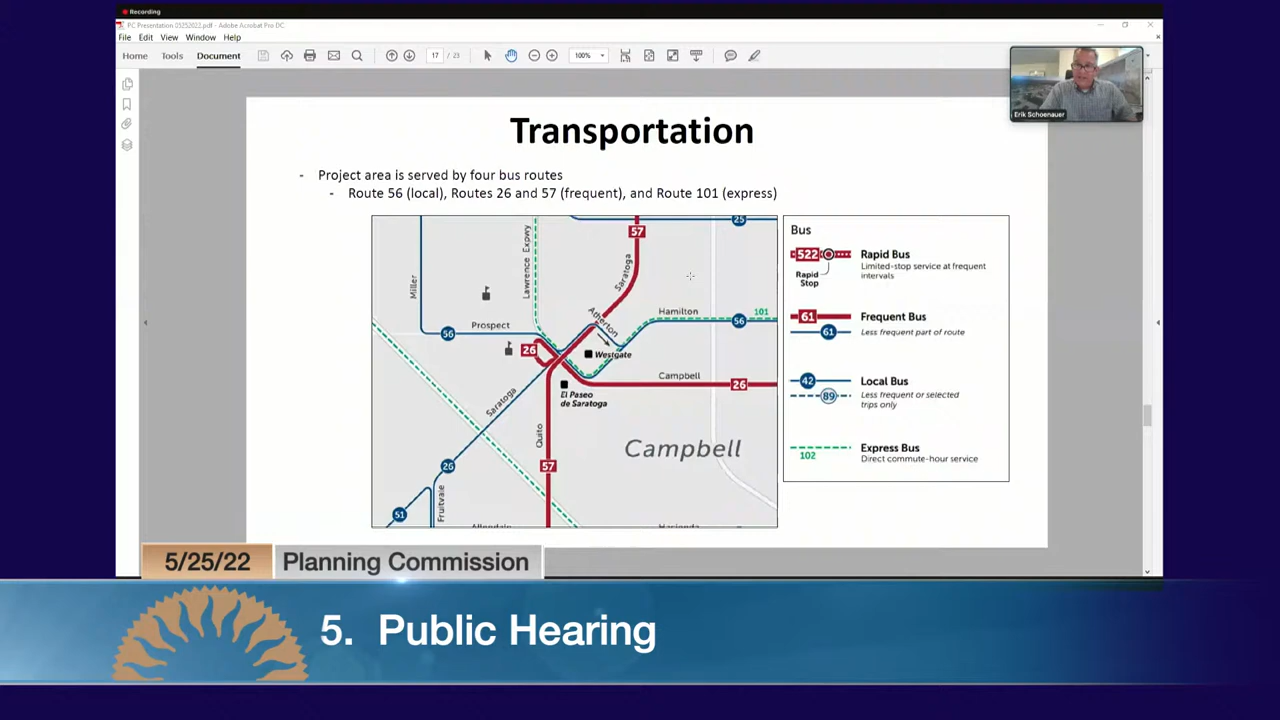 Recording
PC Presentation 05252022.pdf - Adobe Acrobat Pro DC
File Edit View Window Help
Home Tools Document
17 / 23
100%
Erik Schoenauer
Transportation
- Project area is served by four bus routes
- Route 56 (local), Routes 26 and 57 (frequent), and Route 101 (express)
25
57
Lawrence Expwy
Miller
Saratoga
Atherton
Hamilton
101
56
Prospect
56
26
Westgate
Campbell
26
El Paseo
de Saratoga
Saratoga
Quito
Campbell
57
26
Fruitvale
51
Allendale
Hacienda
Bus
522
Rapid Stop
Rapid Bus
Limited-stop service at frequent
intervals
61
Frequent Bus
61
Less frequent part of route
42
Local Bus
89
Less frequent or selected
trips only
102
Express Bus
Direct commute-hour service
5/25/22 Planning Commission
5. Public Hearing